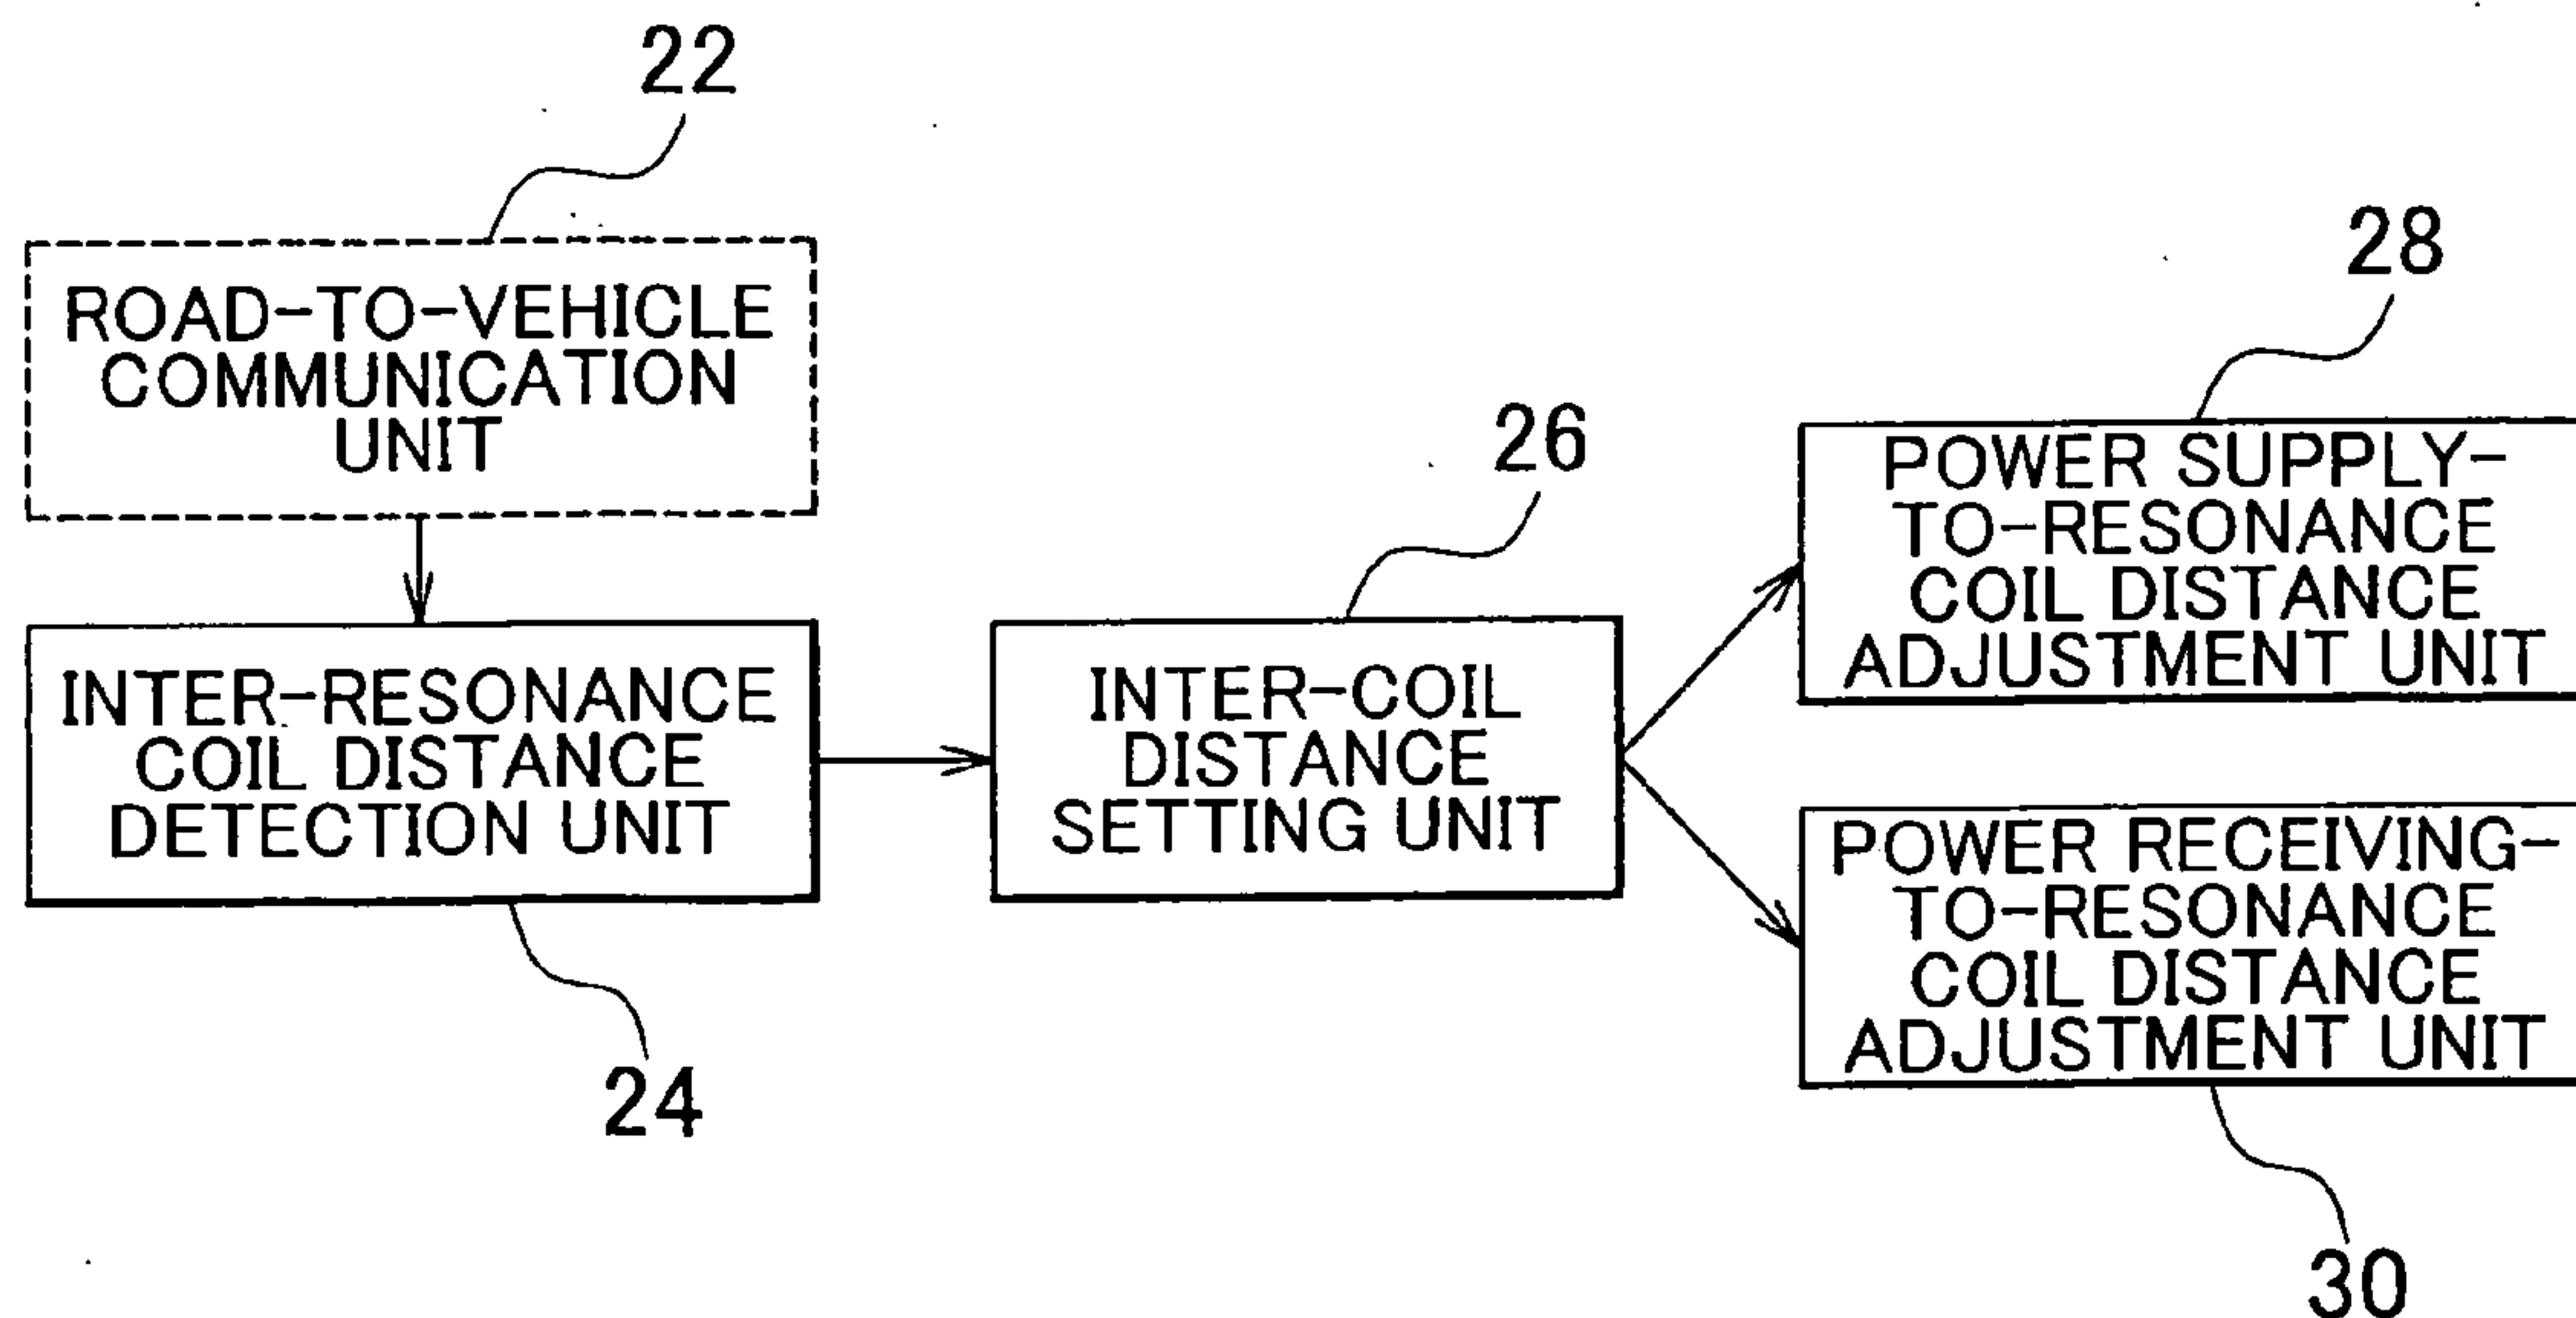 22
ROAD-TO-VEHICLE
COMMUNICATION
UNIT
INTER-RESONANCE
COIL DISTANCE
DETECTION UNIT
24
26
INTER-COIL
DISTANCE
SETTING UNIT
28
POWER SUPPLY-
TO-RESONANCE
COIL DISTANCE
ADJUSTMENT UNIT
POWER RECEIVING-
TO-RESONANCE
COIL DISTANCE
ADJUSTMENT UNIT
30